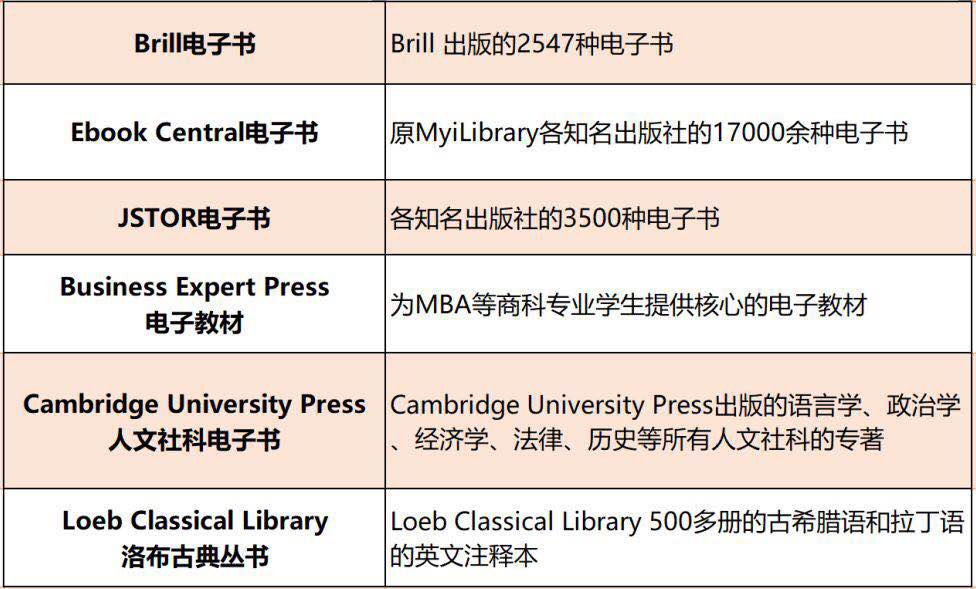 Brill电子书
Brill 出版的2547种电子书
Ebook Central电子书
原MyiLibrary各知名出版社的17000余种电子书
JSTOR电子书
各知名出版社的3500种电子书
Business Expert Press
电子教材
为MBA等商科专业学生提供核心的电子教材
Cambridge University Press
人文社科电子书
Cambridge University Press出版的语言学、政治学
、经济学、法律、历史等所有人文社科的专著
Loeb Classical Library
洛布古典丛书
Loeb Classical Library 500多册的古希腊语和拉丁语
的英文注释本